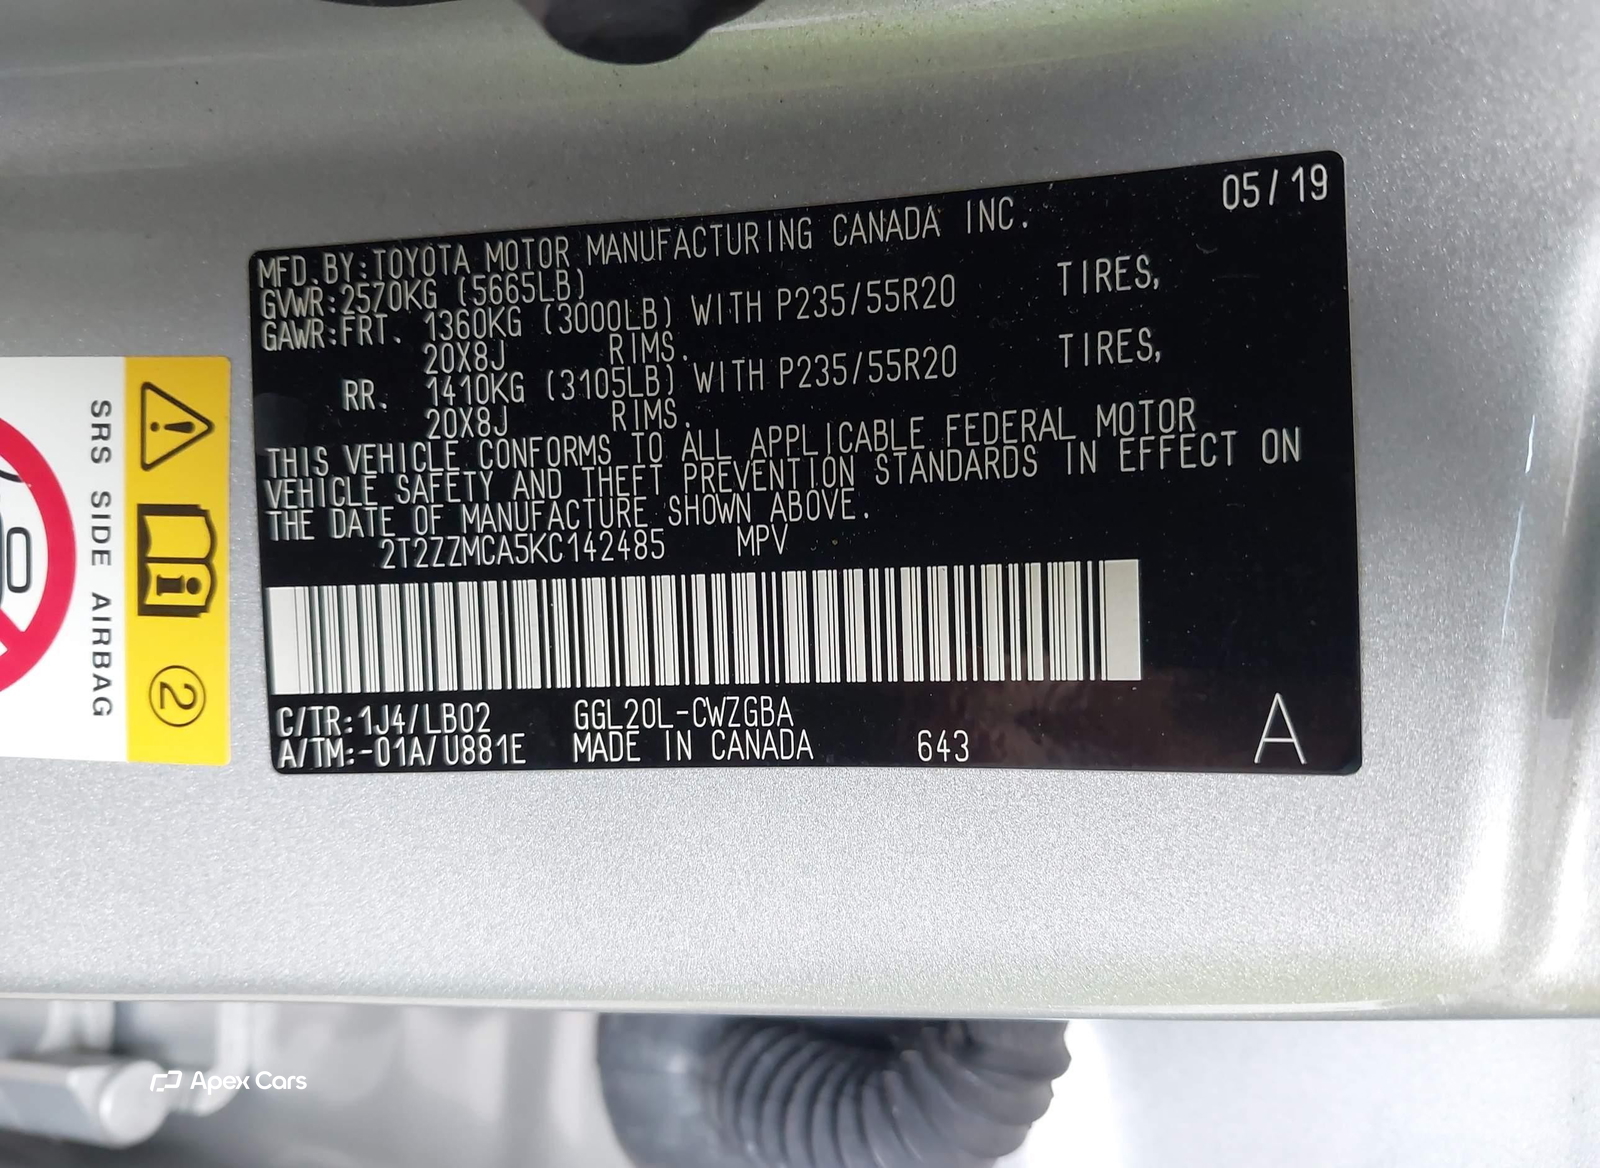 05/19
MFD.BY:TOYOTA MOTOR MANUFACTURING CANADA INC.
GVWR:2570KG (5665LB)
GAWR:FRT. 1360KG (3000LB) WITH P235/55R20 TIRES,
20X8J RIMS.
RR. 1410KG (3105LB) WITH P235/55R20 TIRES,
20X8J RIMS.
THIS VEHICLE CONFORMS TO ALL APPLICABLE FEDERAL MOTOR
VEHICLE SAFETY AND THEFT PREVENTION STANDARDS IN EFFECT ON
THE DATE OF MANUFACTURE SHOWN ABOVE.
2T2ZZMCA5KC142485 MPV
C/TR:1J4/LB02 GGL20L-CWZGBA
A/TM:-01A/U881E MADE IN CANADA 643 A
SRS SIDE AIRBAG
2
Apex Cars